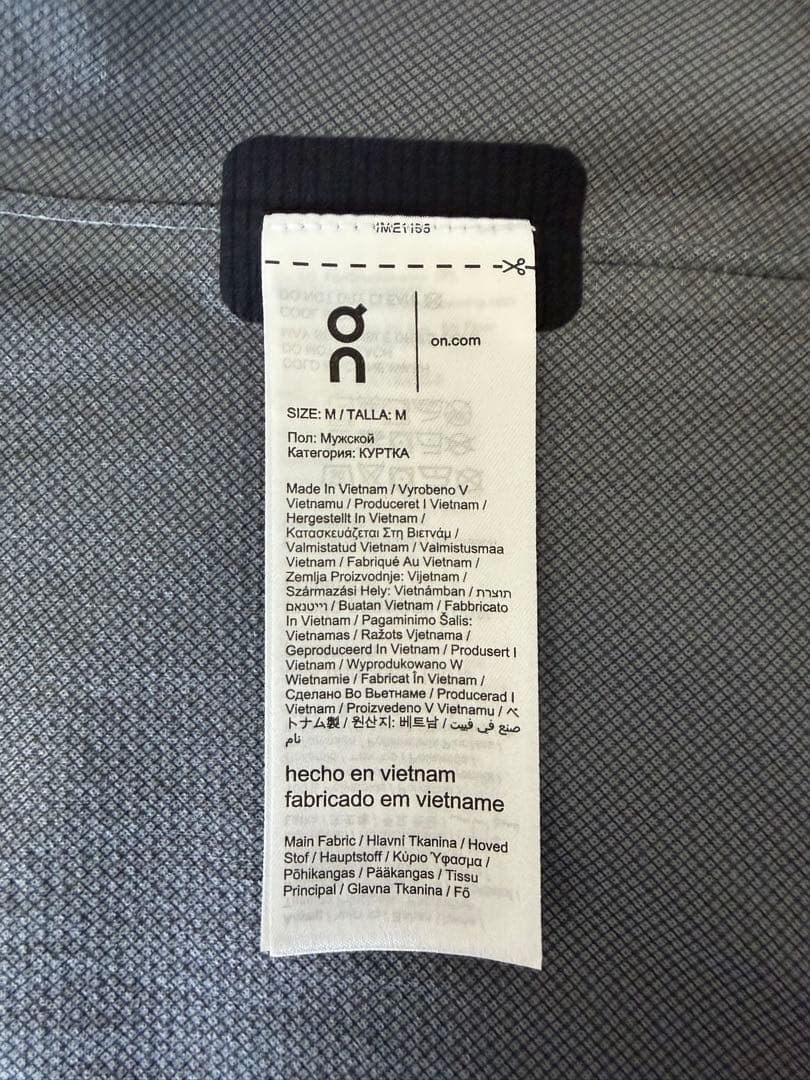 on
on.com
SIZE: M / TALLA: M
Пол: Мужской
Категория: КУРТКА
Made In Vietnam / Vyrobeno V
Vietnamu / Produceret I Vietnam /
Hergestellt In Vietnam /
Κατασκευάζεται Στη Βιετνάμ /
Valmistatud Vietnam / Valmistusmaa
Vietnam / Fabriqué Au Vietnam /
Zemlja Proizvodnje: Vijetnam /
Származási Hely: Vietnámban / תוצרת
וייטנאם / Buatan Vietnam / Fabbricato
In Vietnam / Pagaminimo Šalis:
Vietnamas / Ražots Vjetnama /
Geproduceerd In Vietnam / Produsert I
Vietnam / Wyprodukowano W
Wietnamie / Fabricat În Vietnam /
Сделано Во Вьетнаме / Producerad I
Vietnam / Proizvedeno V Vietnamu / ベ
トナム製 / 원산지: 베트남 / صنع في فييت
نام
hecho en vietnam
fabricado em vietname
Main Fabric / Hlavní Tkanina / Hoved
Stof / Hauptstoff / Κύριο Ύφασμα /
Põhikangas / Pääkangas / Tissu
Principal / Glavna Tkanina / Fő